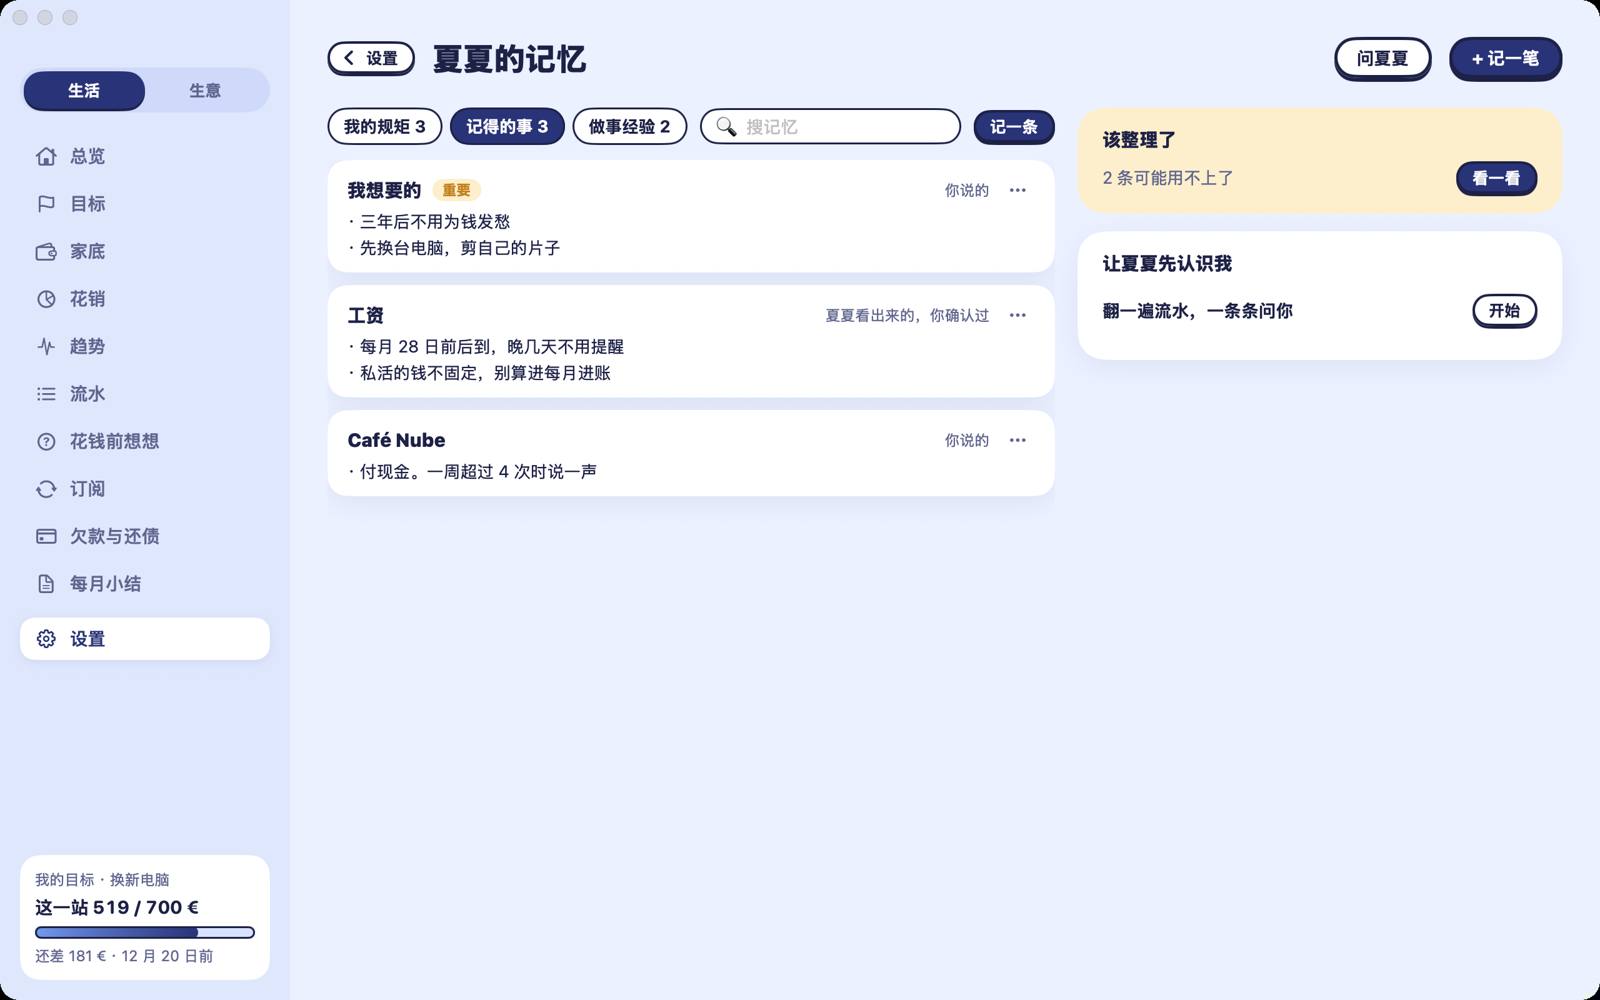 生活
生意
总览
目标
家底
花销
趋势
流水
花钱前想想
订阅
欠款与还债
每月小结
设置
我的目标 · 换新电脑
这一站 519 / 700 €
还差 181 € · 12 月 20 日前
设置
夏夏的记忆
问夏夏
+ 记一笔
我的规矩 3
记得的事 3
做事经验 2
搜记忆
记一条
我想要的 重要 你说的
· 三年后不用为钱发愁
· 先换台电脑，剪自己的片子
工资 夏夏看出来的，你确认过
· 每月 28 日前后到，晚几天不用提醒
· 私活的钱不固定，别算进每月进账
Café Nube 你说的
· 付现金。一周超过 4 次时说一声
该整理了
2 条可能用不上了
看一看
让夏夏先认识我
翻一遍流水，一条条问你
开始